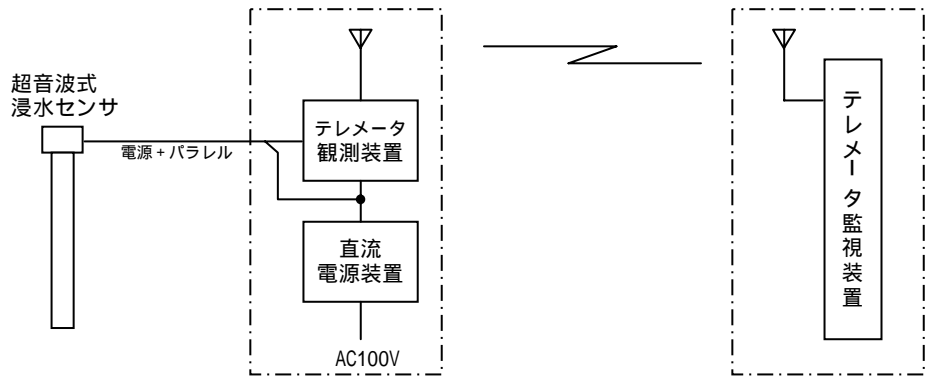 超音波式
浸水センサ
電源+パラレル
テレメータ
観測装置
直流
電源装置
AC100V
テレメータ監視装置